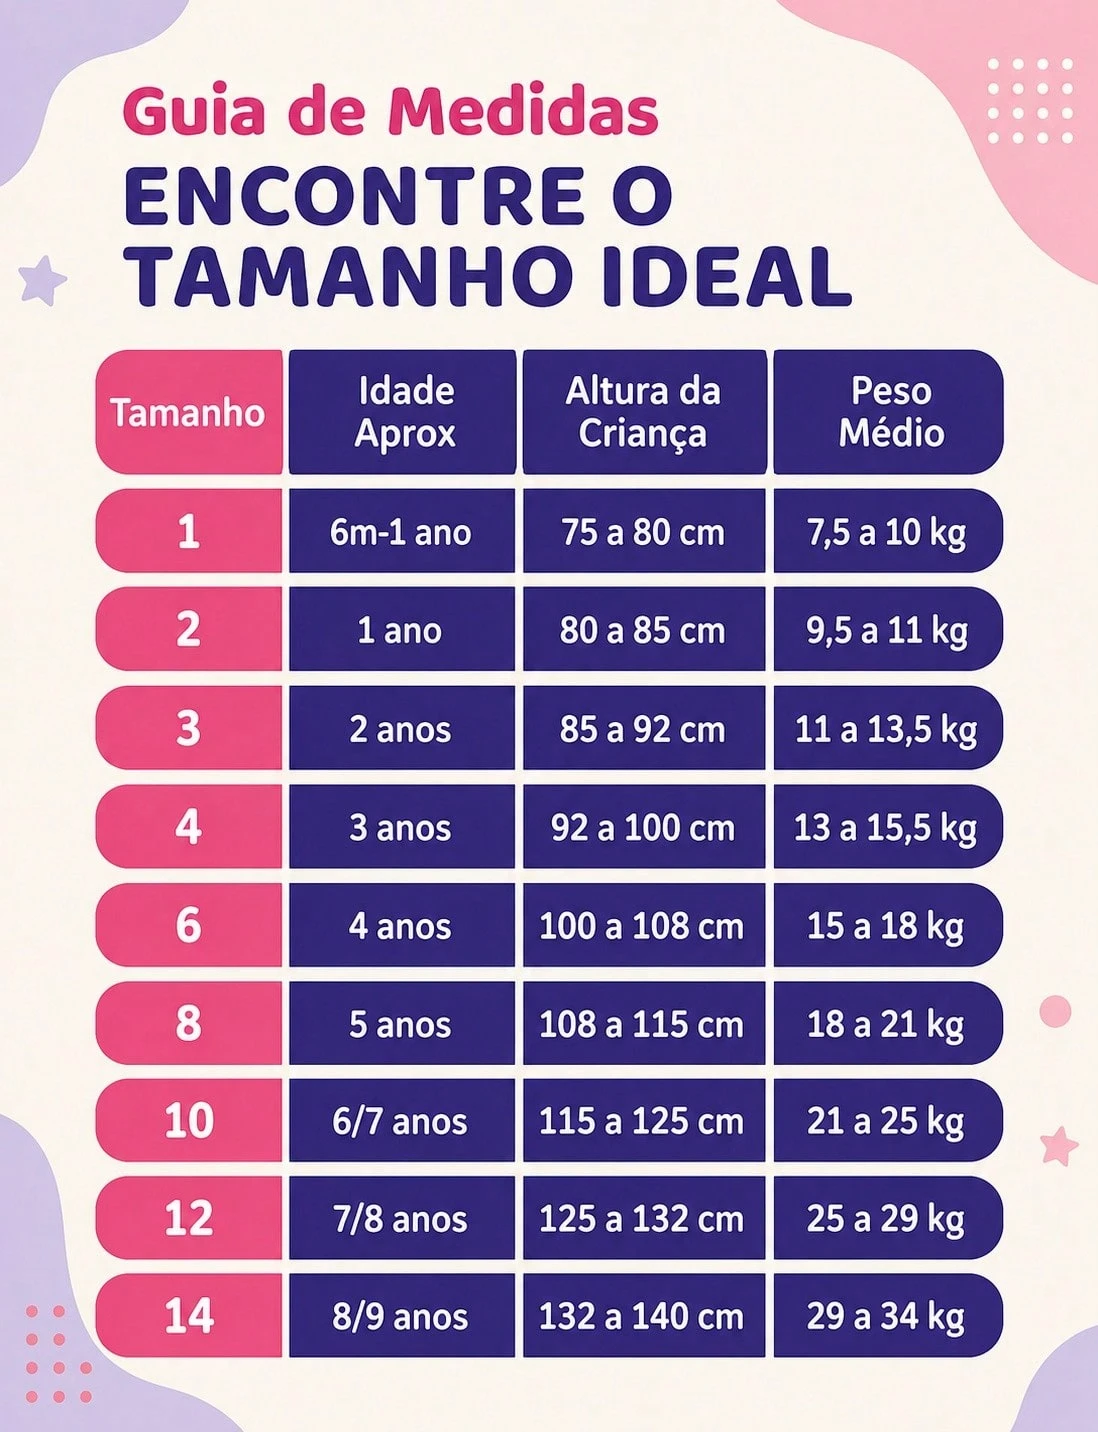 Guia de Medidas
ENCONTRE O
TAMANHO IDEAL
Tamanho Idade Aprox Altura da Criança Peso Médio
1 6m-1 ano 75 a 80 cm 7,5 a 10 kg
2 1 ano 80 a 85 cm 9,5 a 11 kg
3 2 anos 85 a 92 cm 11 a 13,5 kg
4 3 anos 92 a 100 cm 13 a 15,5 kg
6 4 anos 100 a 108 cm 15 a 18 kg
8 5 anos 108 a 115 cm 18 a 21 kg
10 6/7 anos 115 a 125 cm 21 a 25 kg
12 7/8 anos 125 a 132 cm 25 a 29 kg
14 8/9 anos 132 a 140 cm 29 a 34 kg